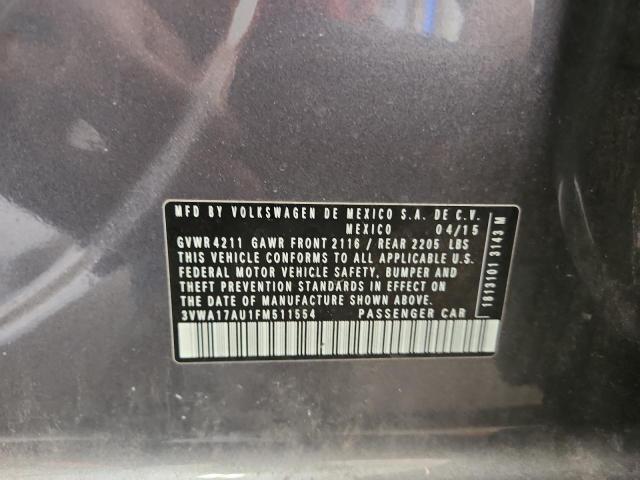 MFD BY VOLKSWAGEN DE MEXICO S.A. DE C.V.
MEXICO 04/15
GVWR 4211 GAWR FRONT 2116 / REAR 2205 LBS
THIS VEHICLE CONFORMS TO ALL APPLICABLE U.S.
FEDERAL MOTOR VEHICLE SAFETY, BUMPER AND
THEFT PREVENTION STANDARDS IN EFFECT ON
THE DATE OF MANUFACTURE SHOWN ABOVE.
3VWA17AU1FM511554 PASSENGER CAR
1813101 3143 M